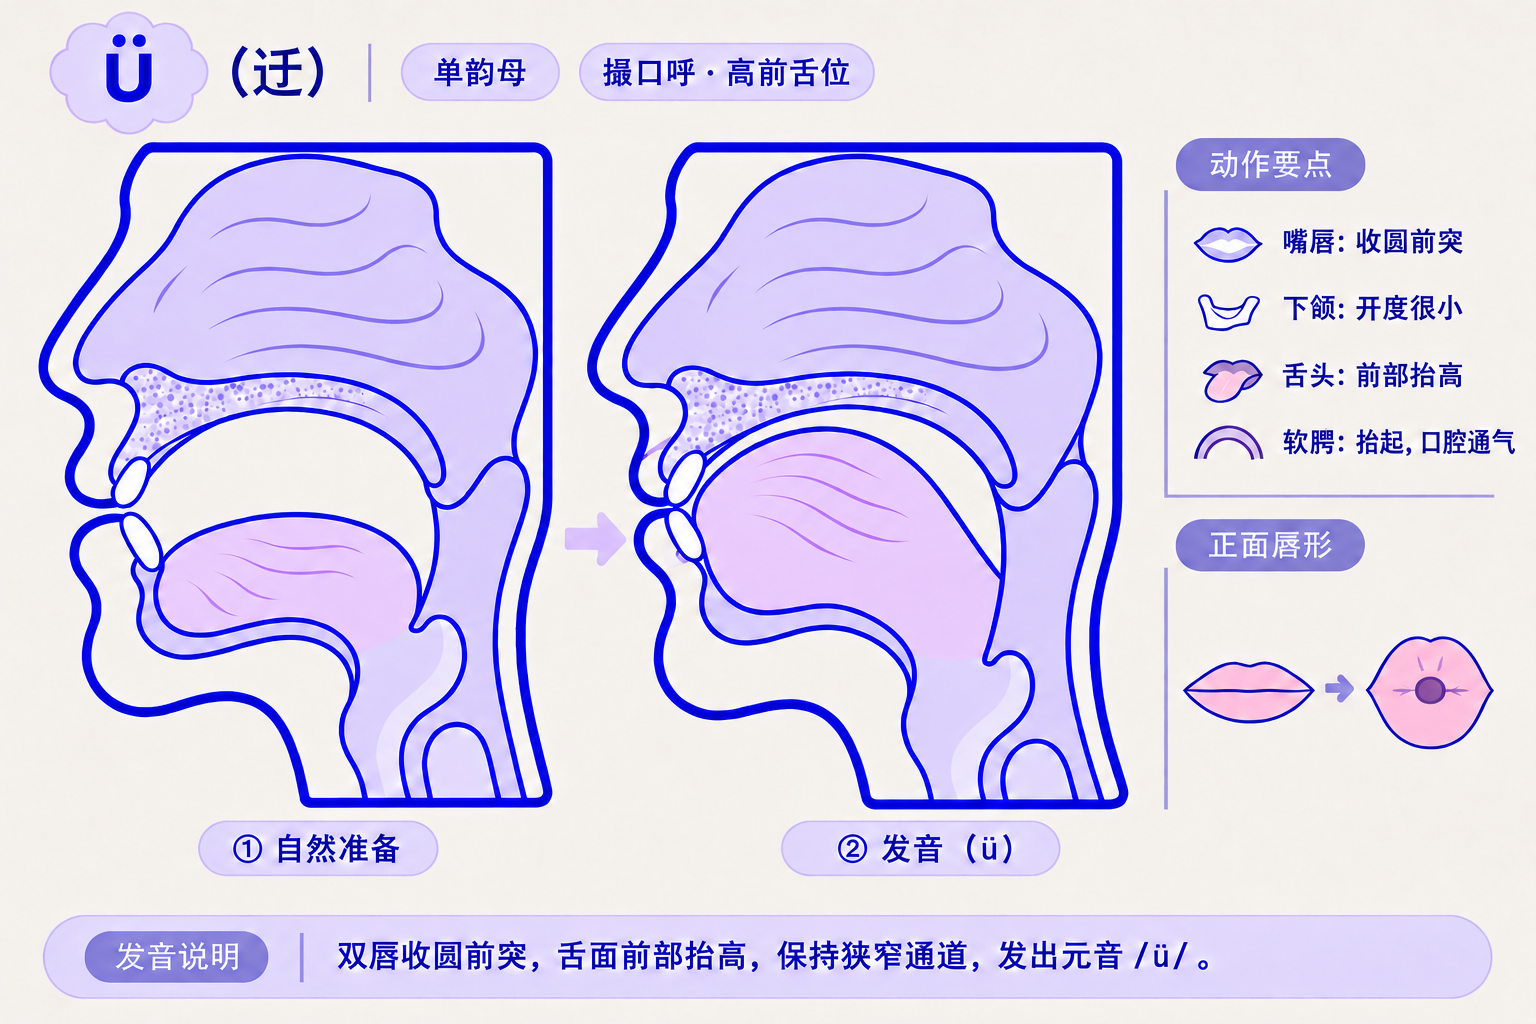 ü（迂）
单韵母
撮口呼·高前舌位
动作要点
嘴唇：收圆前突
下颌：开度很小
舌头：前部抬高
软腭：抬起，口腔通气
正面唇形
① 自然准备
② 发音（ü）
发音说明
双唇收圆前突，舌面前部抬高，保持狭窄通道，发出元音 /ü/ 。